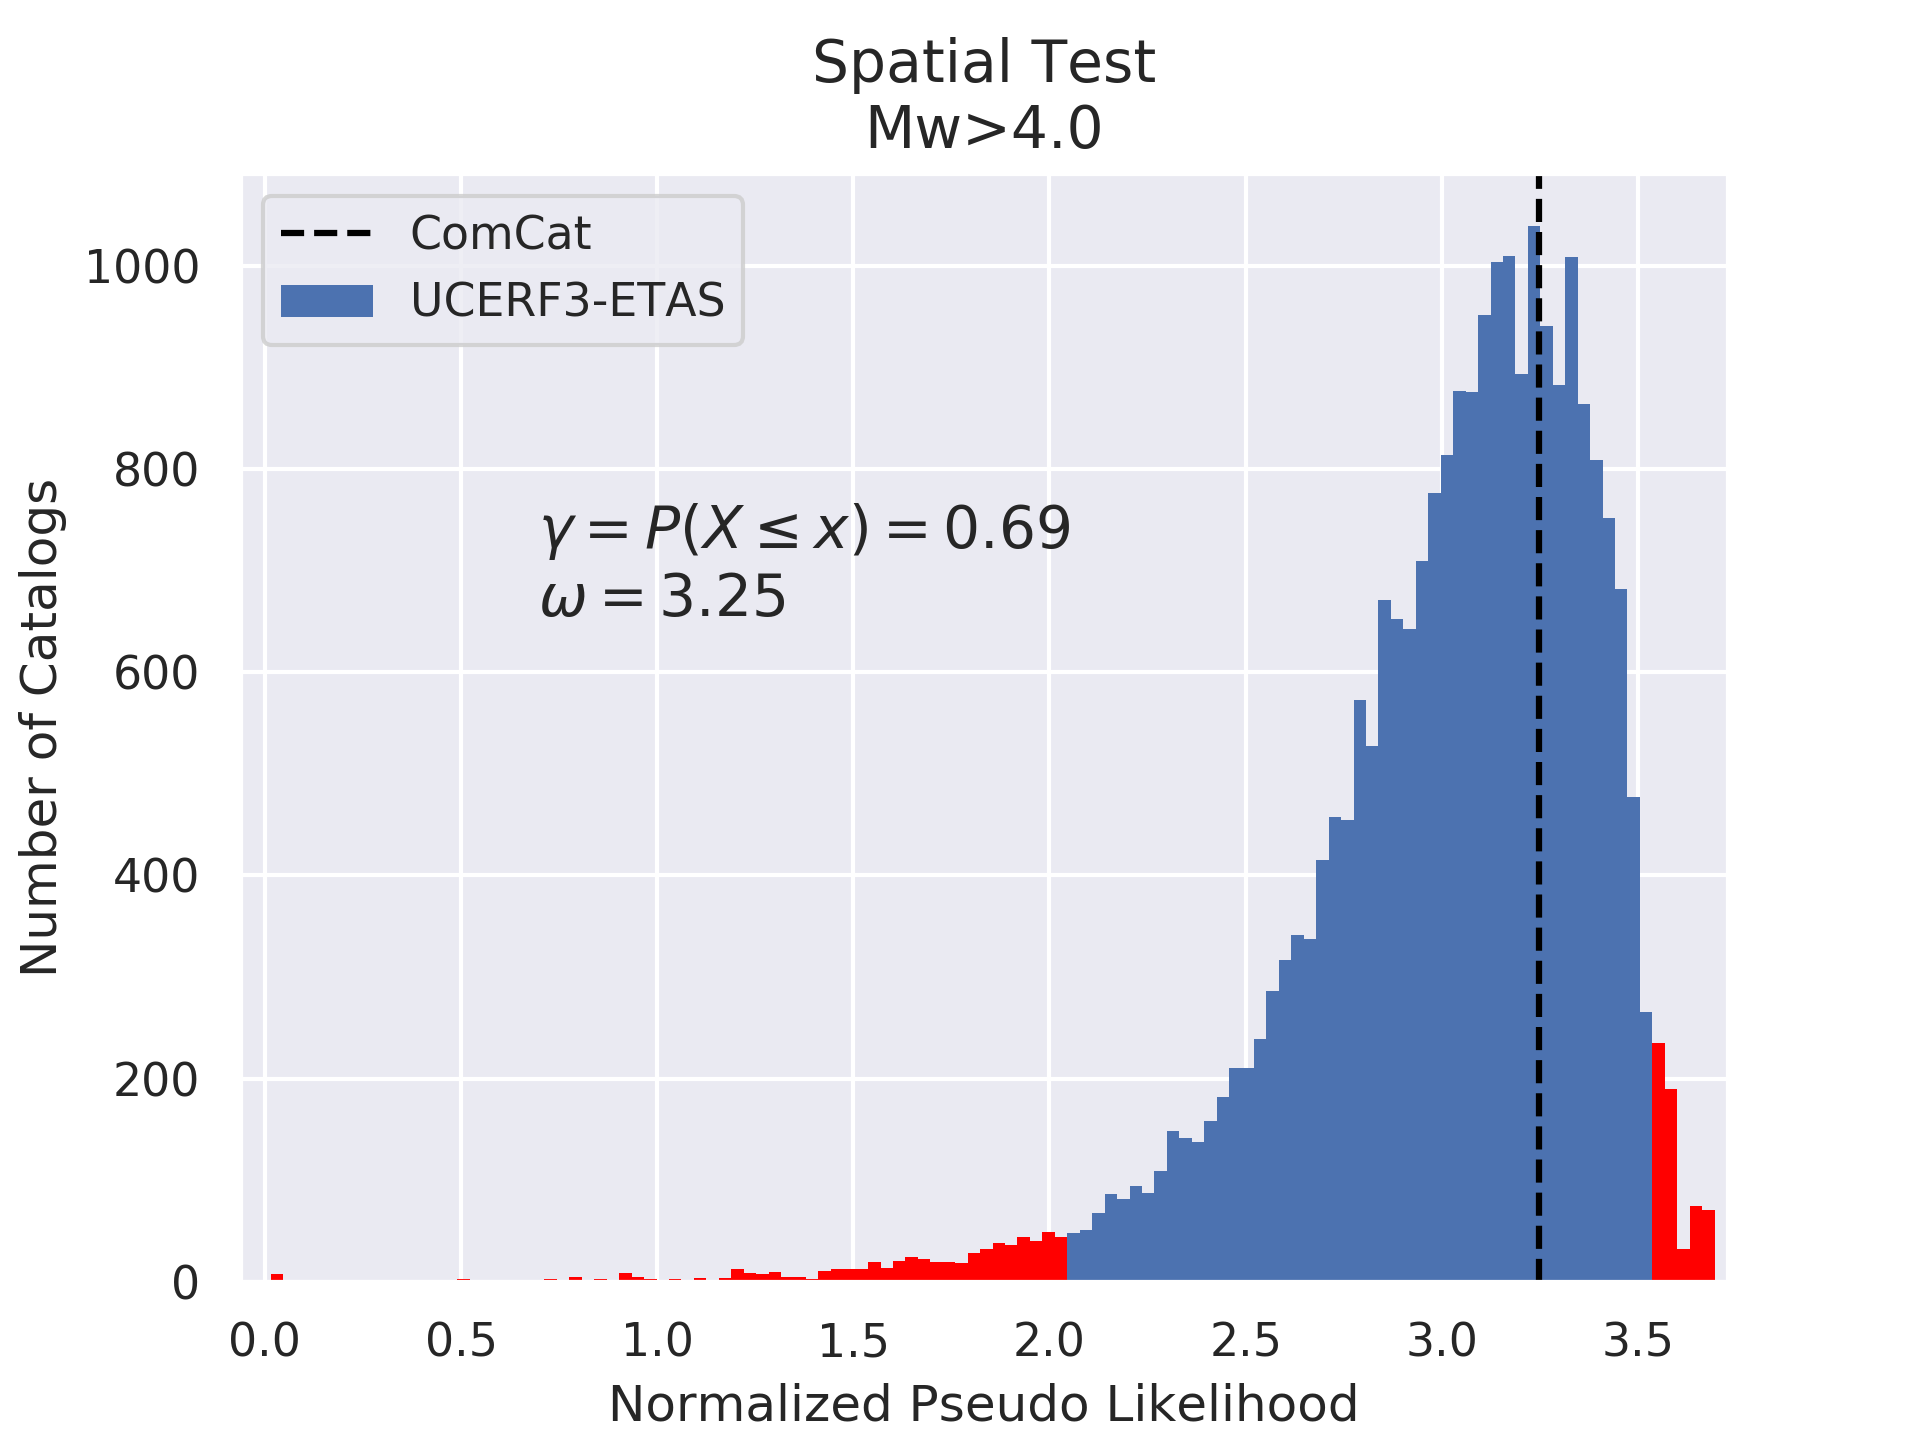 Spatial Test
Mw>4.0
ComCat
UCERF3-ETAS
γ = P(X ≤ x) = 0.69
ω = 3.25
Number of Catalogs
1000
800
600
400
200
0
0.0 0.5 1.0 1.5 2.0 2.5 3.0 3.5
Normalized Pseudo Likelihood